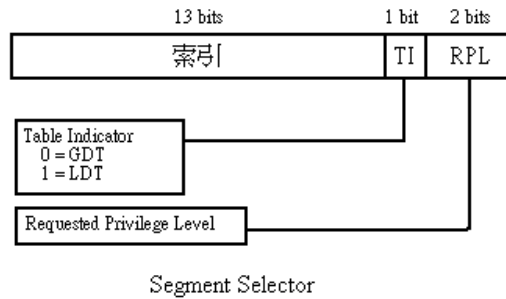 13 bits 1 bit 2 bits
索引 TI RPL
Table Indicator
0 = GDT
1 = LDT
Requested Privilege Level
Segment Selector